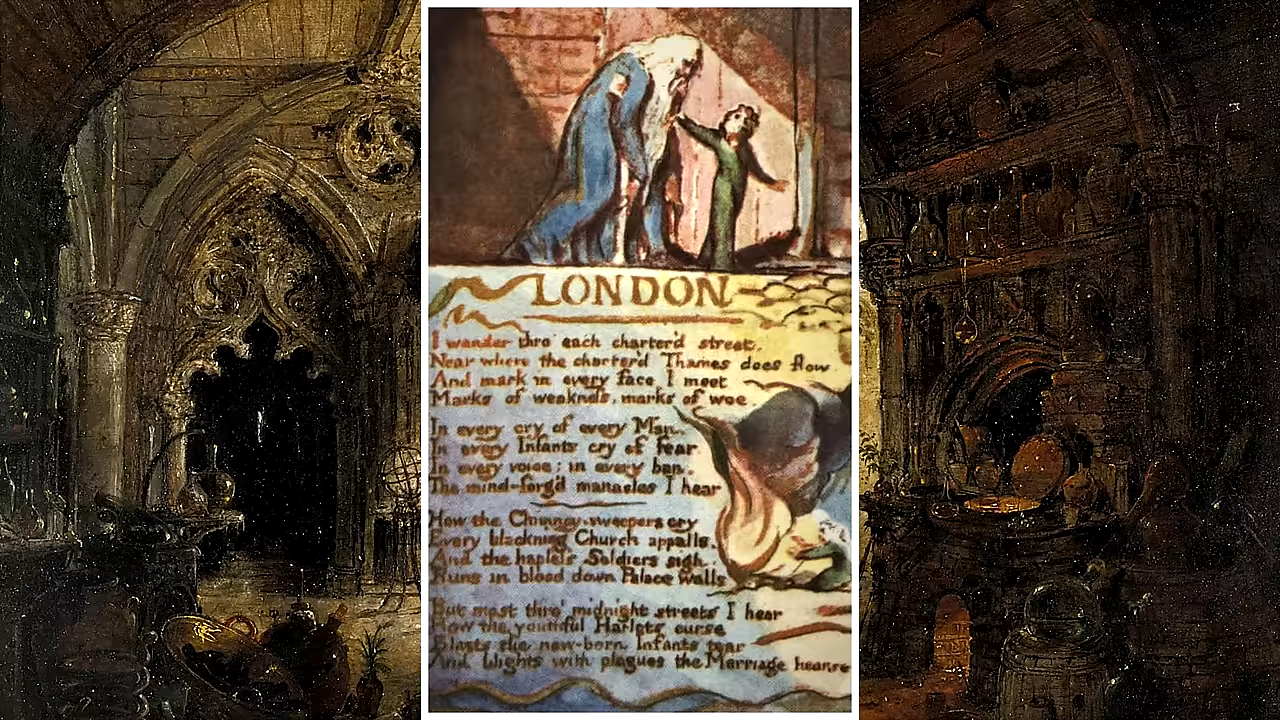 LONDON
I wander thro each charter'd street,
Near where the charter'd Thames does flow
And mark in every face I meet
Marks of weakness, marks of woe.
In every cry of every Man,
In every Infants cry of fear
In every voice; in every ban,
The mind-forg'd manacles I hear
How the Chimney-sweepers cry
Every blackning Church appalls,
And the hapless Soldiers sigh
Runs in blood down Palace walls
But most thro' midnight streets I hear
How the youthful Harlots curse
Blasts the new-born Infants tear
And blights with plagues the Marriage hearse